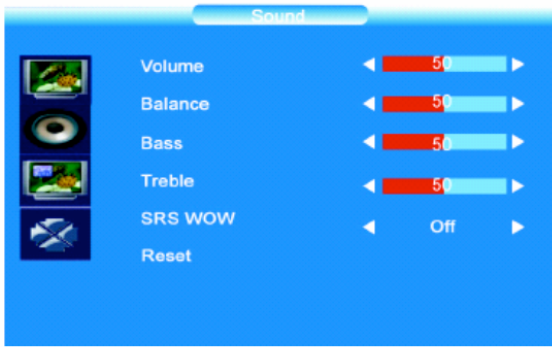 Sound
Volume 50
Balance 50
Bass 50
Treble 50
SRS WOW Off
Reset